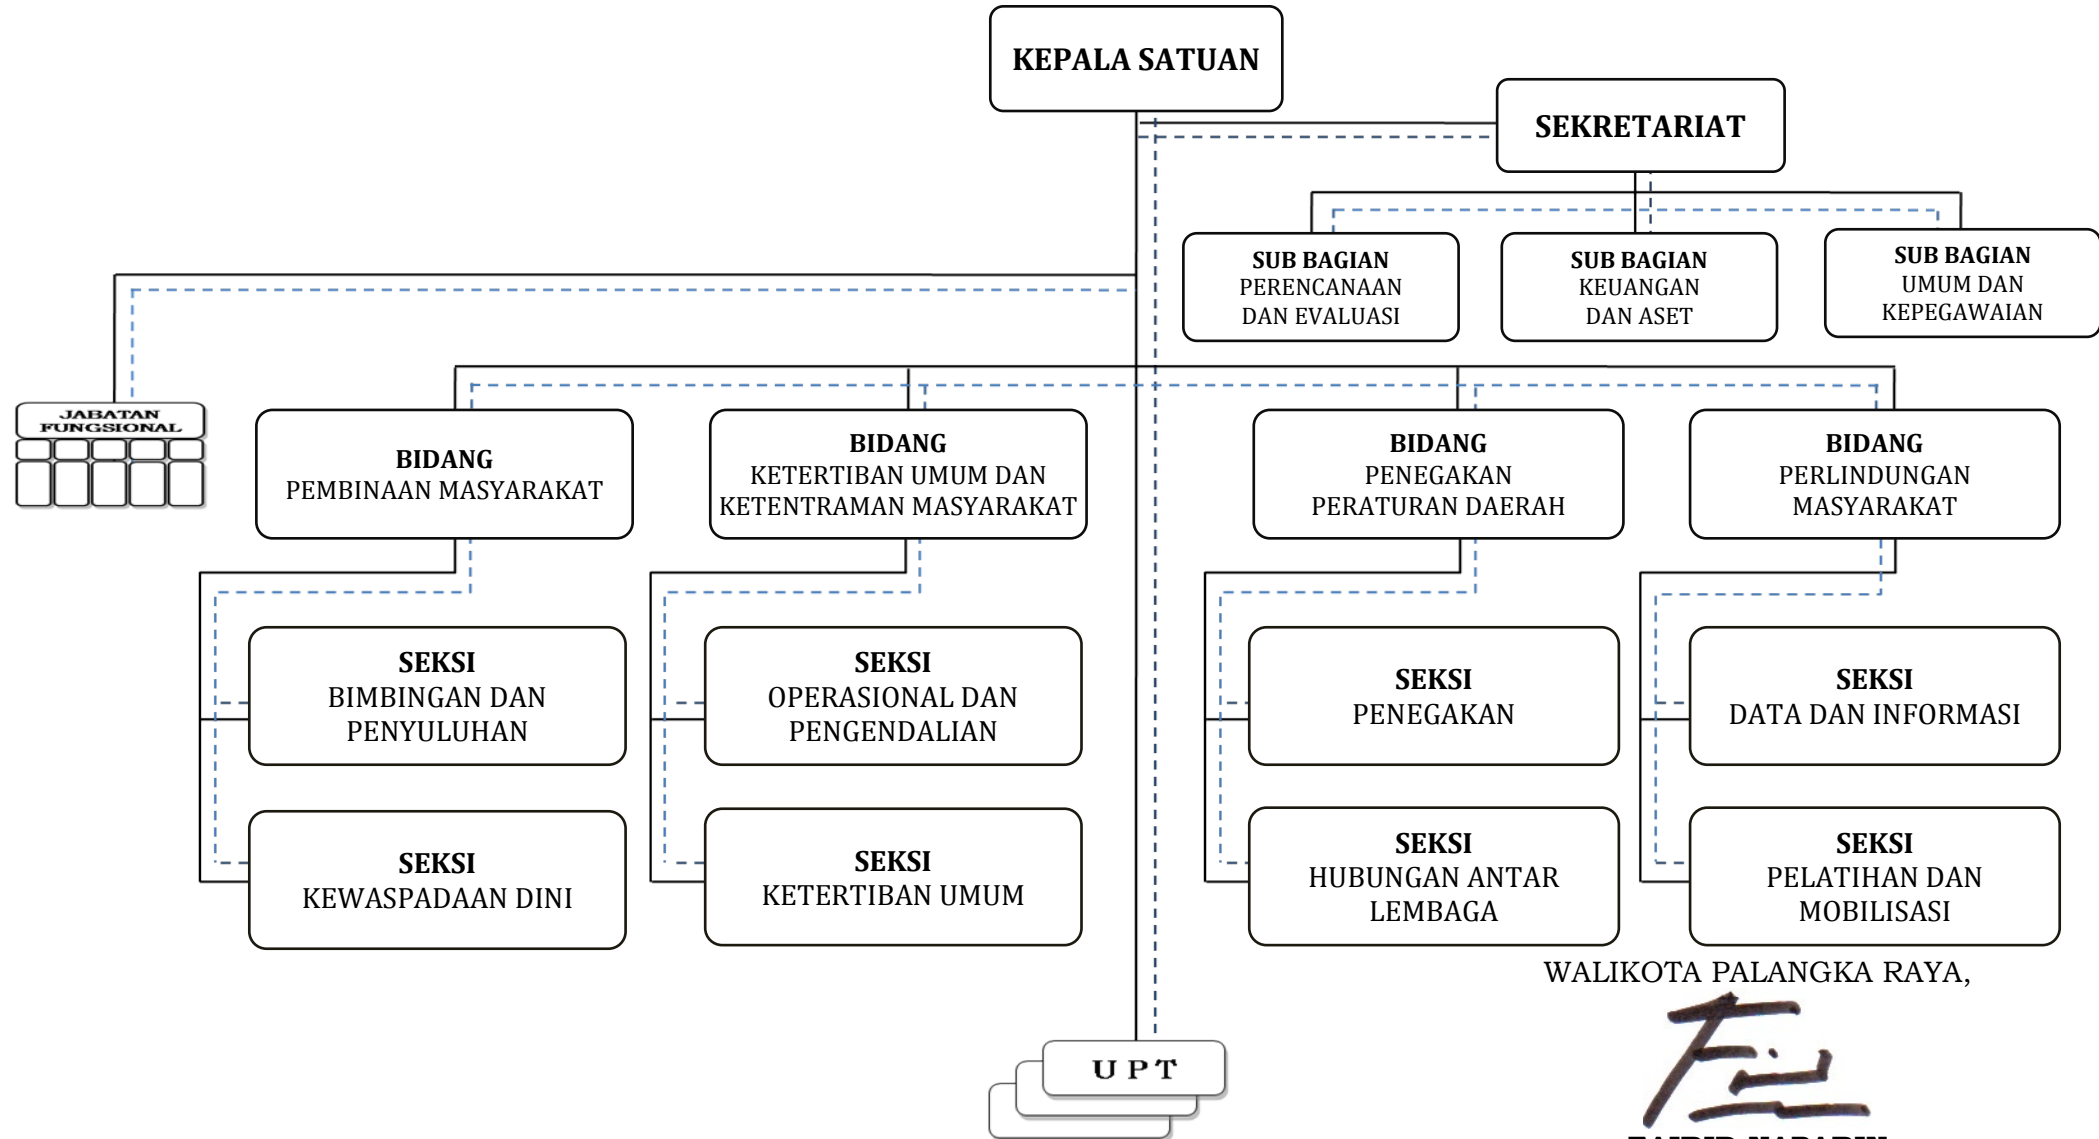 KEPALA SATUAN
SEKRETARIAT
SUB BAGIAN
PERENCANAAN
DAN EVALUASI
SUB BAGIAN
KEUANGAN
DAN ASET
SUB BAGIAN
UMUM DAN
KEPEGAWAIAN
JABATAN
FUNGSIONAL
BIDANG
PEMBINAAN MASYARAKAT
BIDANG
KETERTIBAN UMUM DAN
KETENTRAMAN MASYARAKAT
BIDANG
PENEGAKAN
PERATURAN DAERAH
BIDANG
PERLINDUNGAN
MASYARAKAT
SEKSI
BIMBINGAN DAN
PENYULUHAN
SEKSI
OPERASIONAL DAN
PENGENDALIAN
SEKSI
PENEGAKAN
SEKSI
DATA DAN INFORMASI
SEKSI
KEWASPADAAN DINI
SEKSI
KETERTIBAN UMUM
SEKSI
HUBUNGAN ANTAR
LEMBAGA
SEKSI
PELATIHAN DAN
MOBILISASI
WALIKOTA PALANGKA RAYA,
U P T